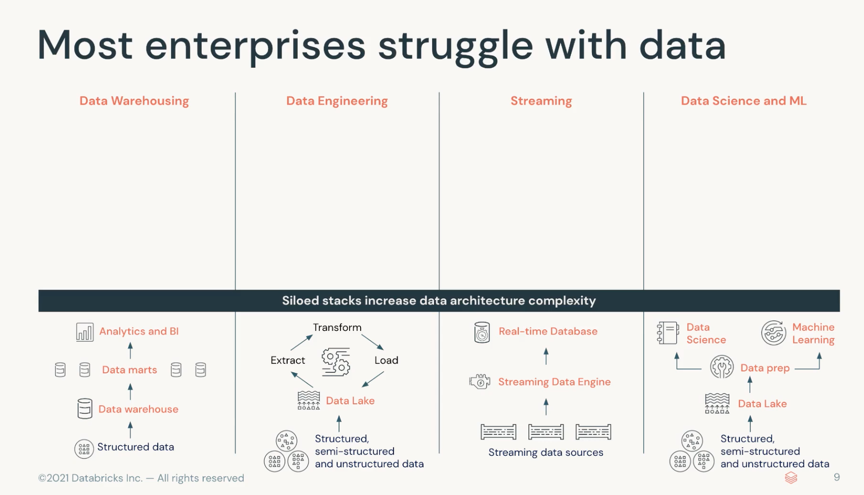 Most enterprises struggle with data
Data Warehousing
Data Engineering
Streaming
Data Science and ML
Siloed stacks increase data architecture complexity
Analytics and BI
Data marts
Data warehouse
Structured data
Transform
Extract
Load
Data Lake
Structured,
semi-structured
and unstructured data
Real-time Database
Streaming Data Engine
Streaming data sources
Data
Science
Machine
Learning
Data prep
Data Lake
Structured,
semi-structured
and unstructured data
©2021 Databricks Inc. — All rights reserved
9